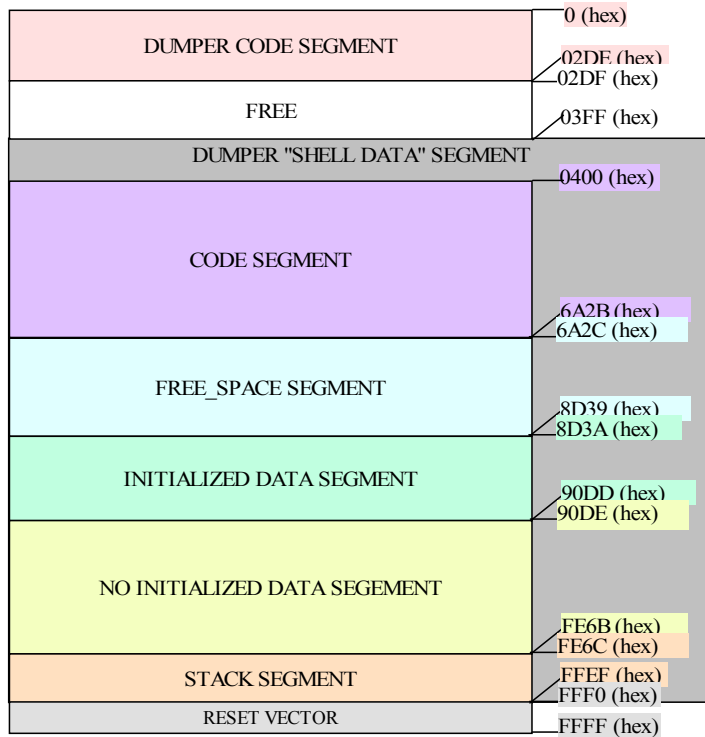 0 (hex)
DUMPER CODE SEGMENT
02DE (hex)
02DF (hex)
FREE
03FF (hex)
DUMPER "SHELL DATA" SEGMENT
0400 (hex)
CODE SEGMENT
6A2B (hex)
6A2C (hex)
FREE_SPACE SEGMENT
8D39 (hex)
8D3A (hex)
INITIALIZED DATA SEGMENT
90DD (hex)
90DE (hex)
NO INITIALIZED DATA SEGEMENT
FE6B (hex)
FE6C (hex)
STACK SEGMENT
FFEF (hex)
FFF0 (hex)
RESET VECTOR
FFFF (hex)